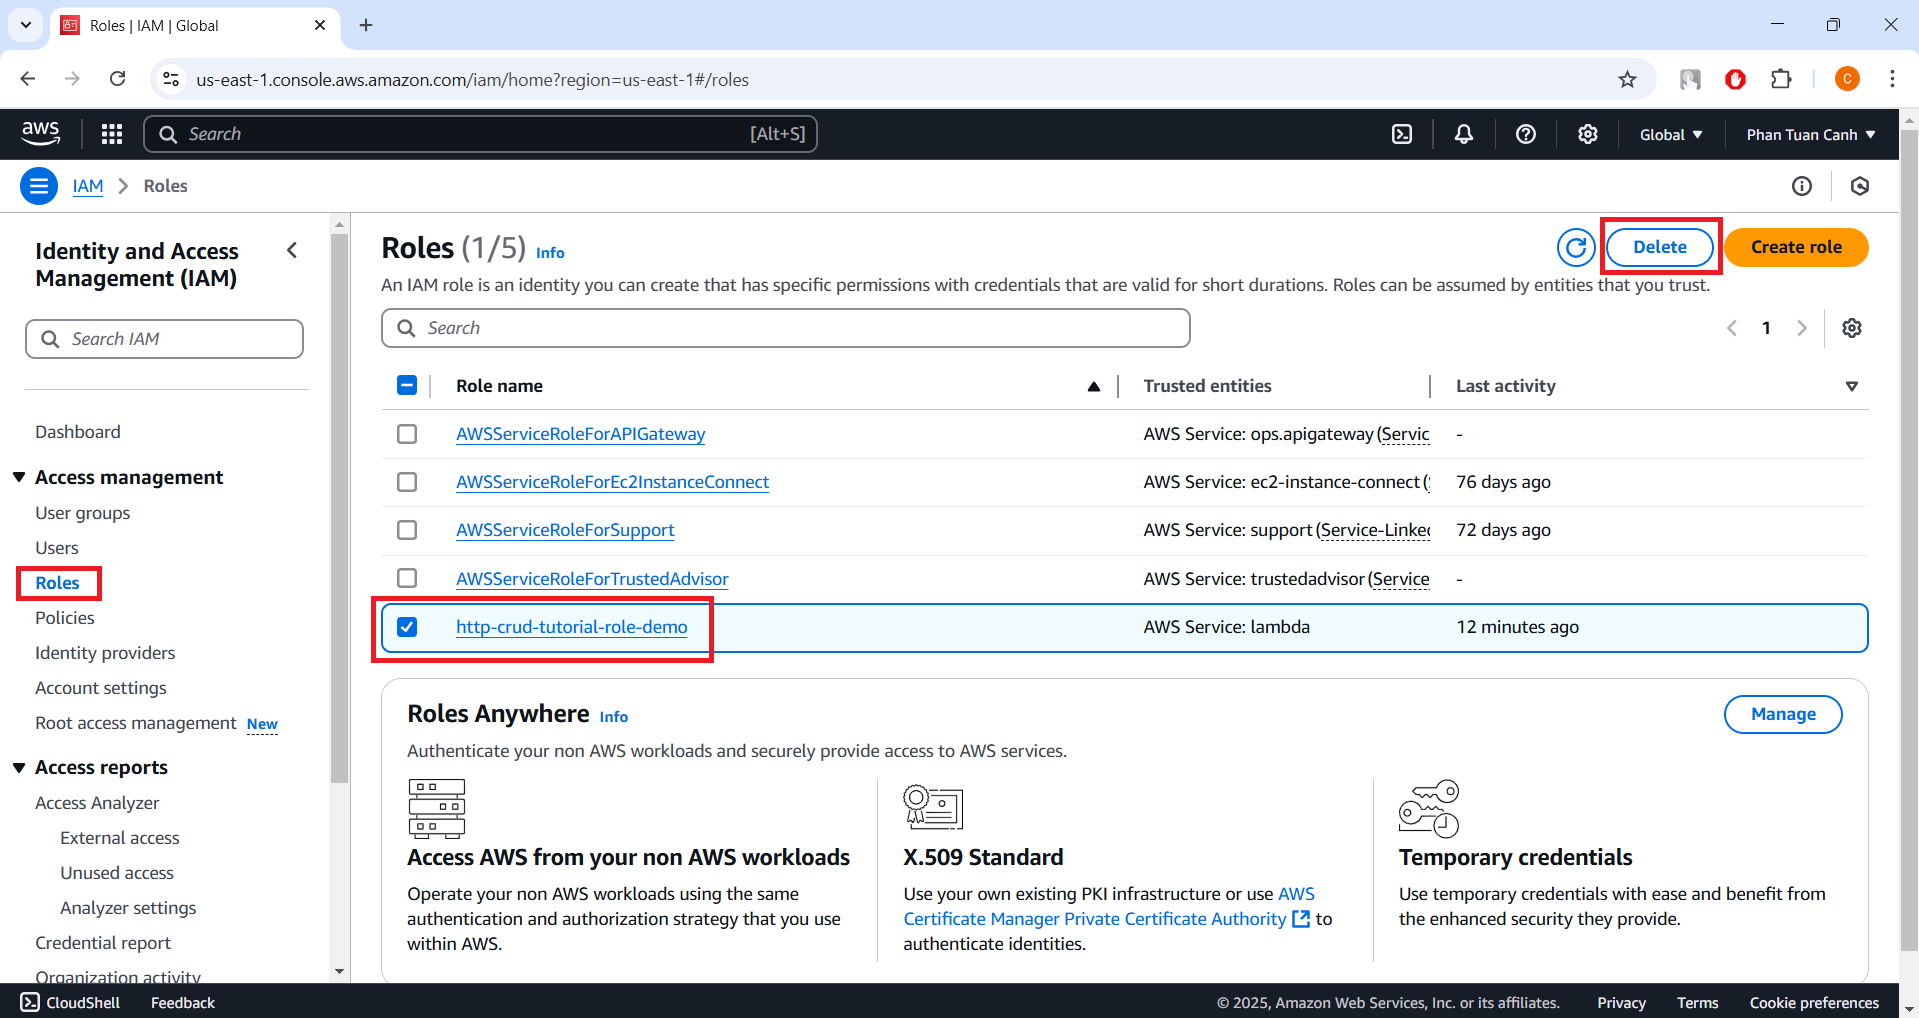 Roles | IAM | Global
us-east-1.console.aws.amazon.com/iam/home?region=us-east-1#/roles
C
aws
Search
[Alt+S]
Global
Phan Tuan Canh
IAM
Roles
Identity and Access
Management (IAM)
Search IAM
Dashboard
Access management
User groups
Users
Roles
Policies
Identity providers
Account settings
Root access management New
Access reports
Access Analyzer
External access
Unused access
Analyzer settings
Credential report
Organization activity
Roles (1/5) Info
Delete
Create role
An IAM role is an identity you can create that has specific permissions with credentials that are valid for short durations. Roles can be assumed by entities that you trust.
Search
1
Role name
Trusted entities
Last activity
AWSServiceRoleForAPIGateway
AWS Service: ops.apigateway (Servic
-
AWSServiceRoleForEc2InstanceConnect
AWS Service: ec2-instance-connect (
76 days ago
AWSServiceRoleForSupport
AWS Service: support (Service-Linked
72 days ago
AWSServiceRoleForTrustedAdvisor
AWS Service: trustedadvisor (Service
-
http-crud-tutorial-role-demo
AWS Service: lambda
12 minutes ago
Roles Anywhere Info
Manage
Authenticate your non AWS workloads and securely provide access to AWS services.
Access AWS from your non AWS workloads
Operate your non AWS workloads using the same
authentication and authorization strategy that you use
within AWS.
X.509 Standard
Use your own existing PKI infrastructure or use AWS
Certificate Manager Private Certificate Authority to
authenticate identities.
Temporary credentials
Use temporary credentials with ease and benefit from
the enhanced security they provide.
CloudShell
Feedback
© 2025, Amazon Web Services, Inc. or its affiliates.
Privacy
Terms
Cookie preferences